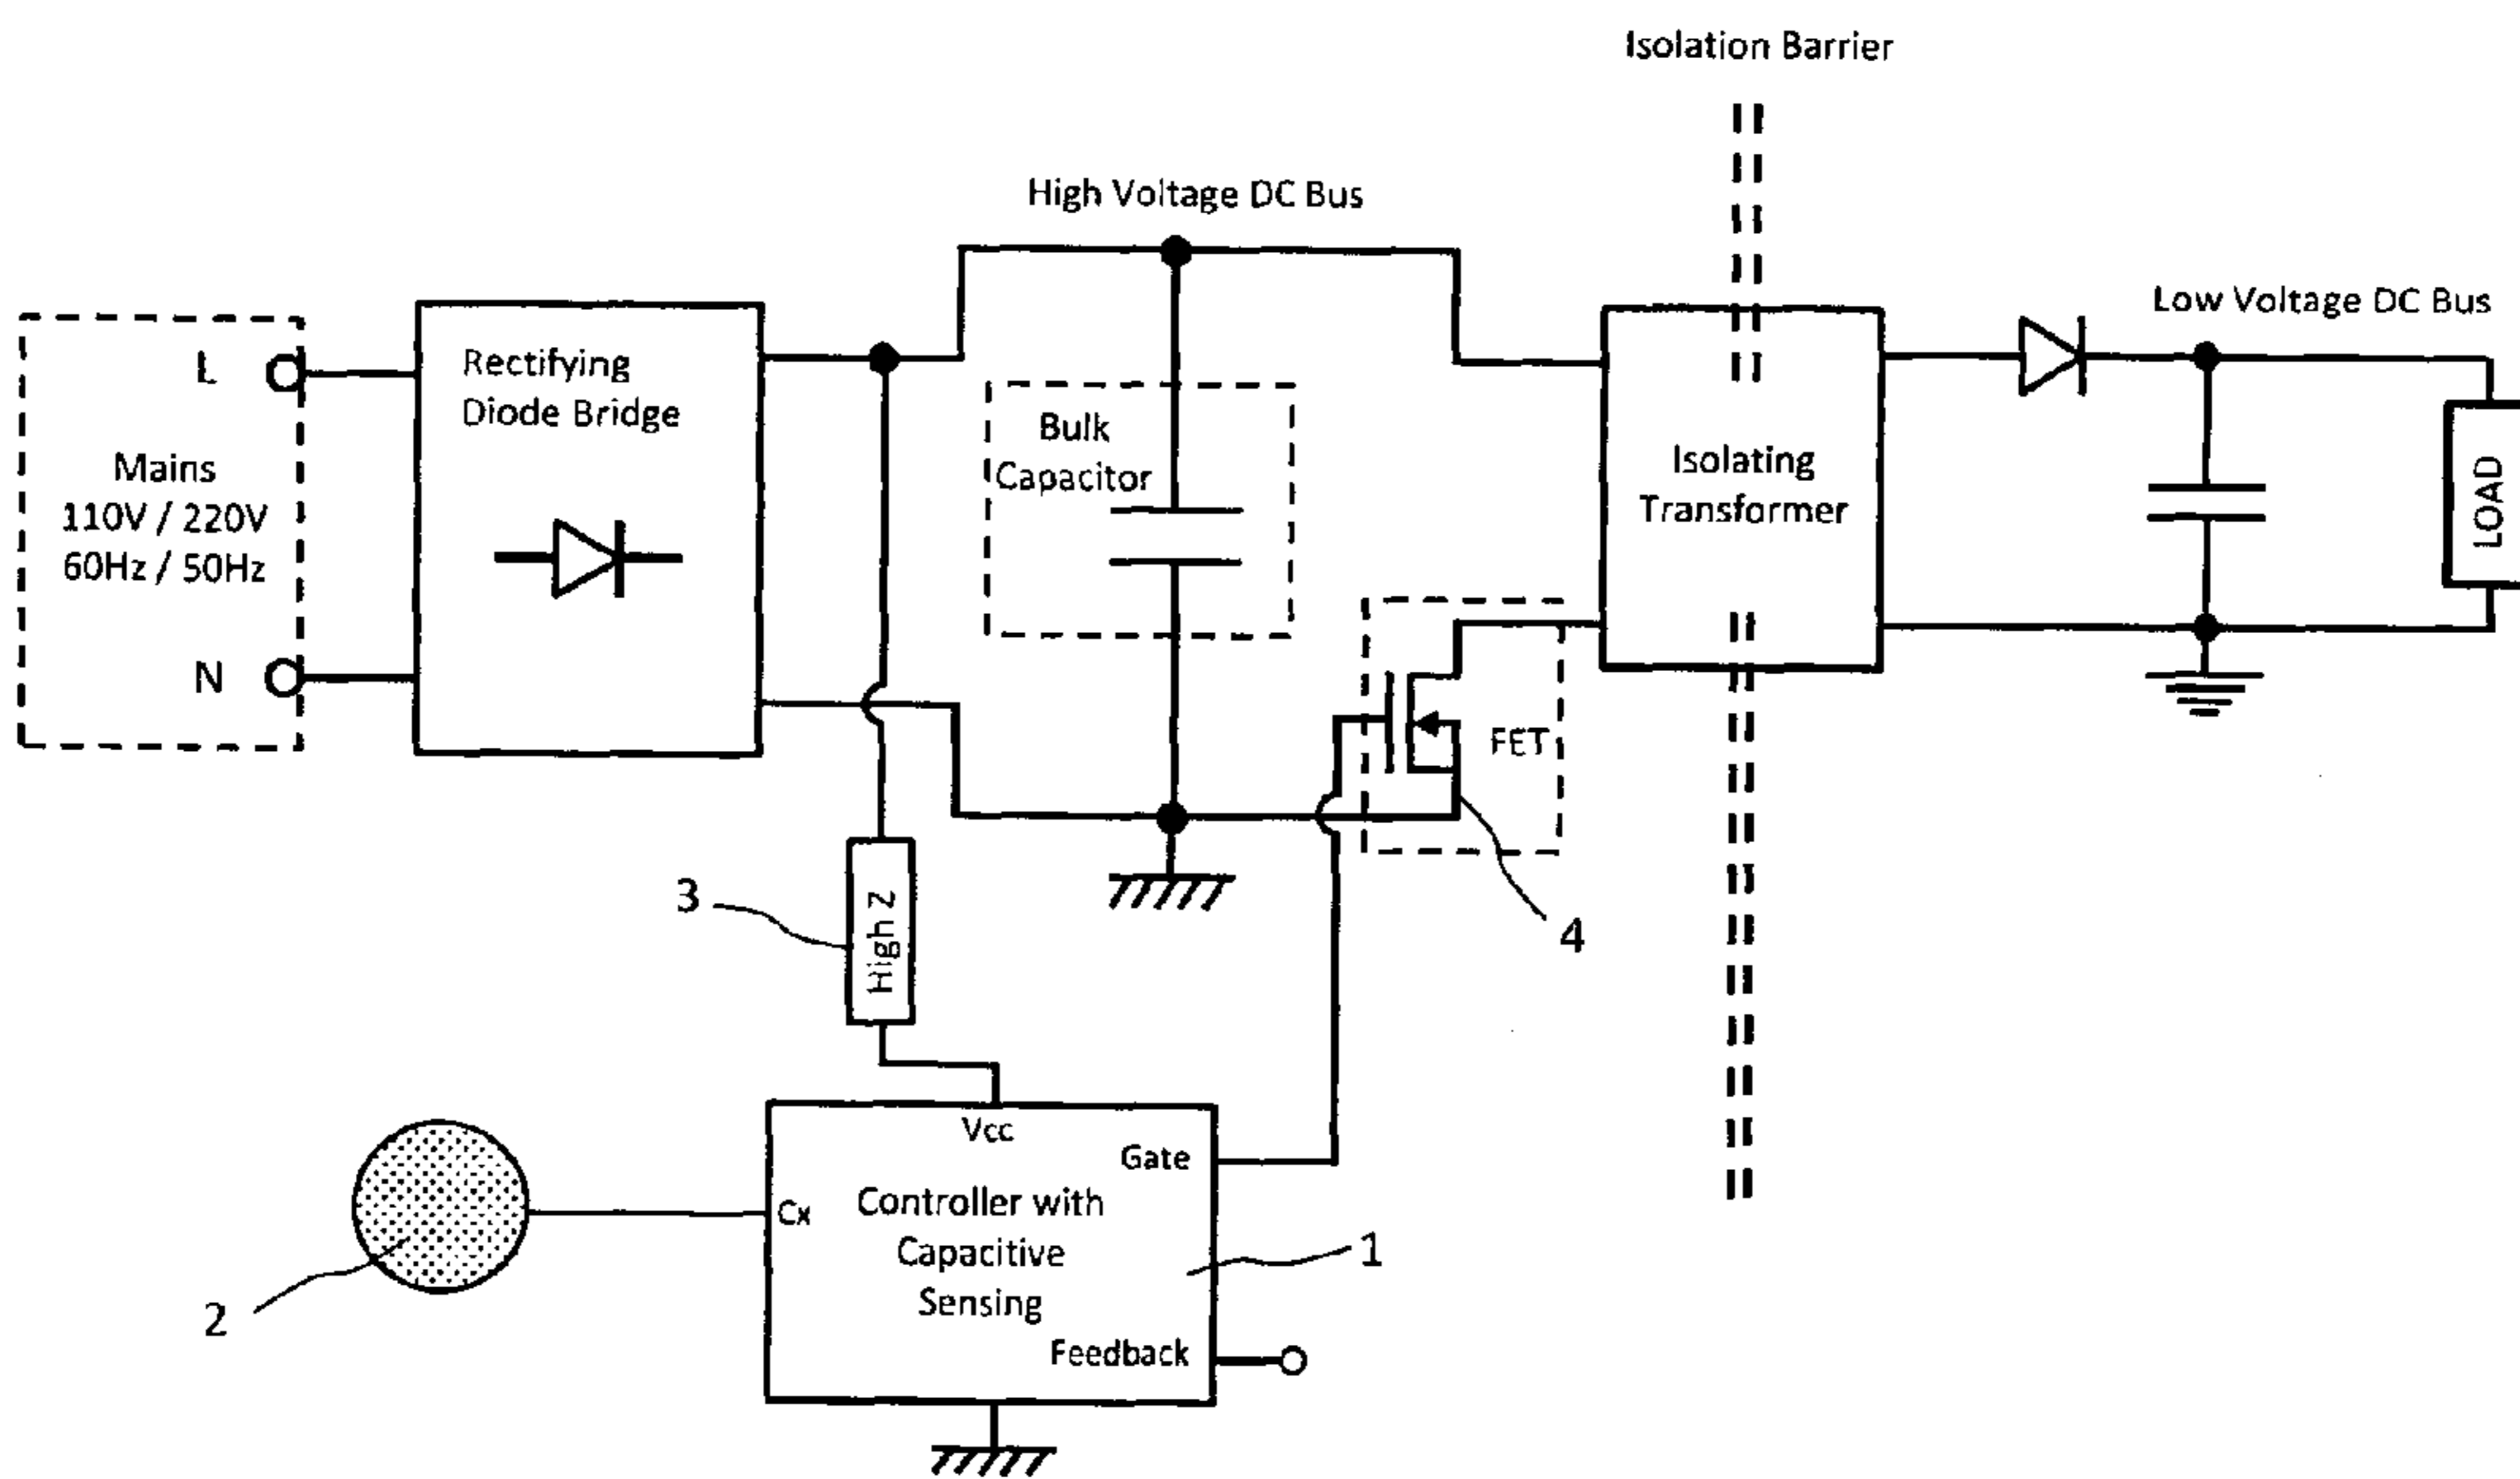 Isolation Barrier
High Voltage DC Bus
Low Voltage DC Bus
L
Rectifying
Diode Bridge
Mains
110V / 220V
60Hz / 50Hz
N
Bulk
Capacitor
Isolating
Transformer
LOAD
FET
3
High Z
4
Vcc
Gate
Cx
Controller with
Capacitive
Sensing
1
2
Feedback